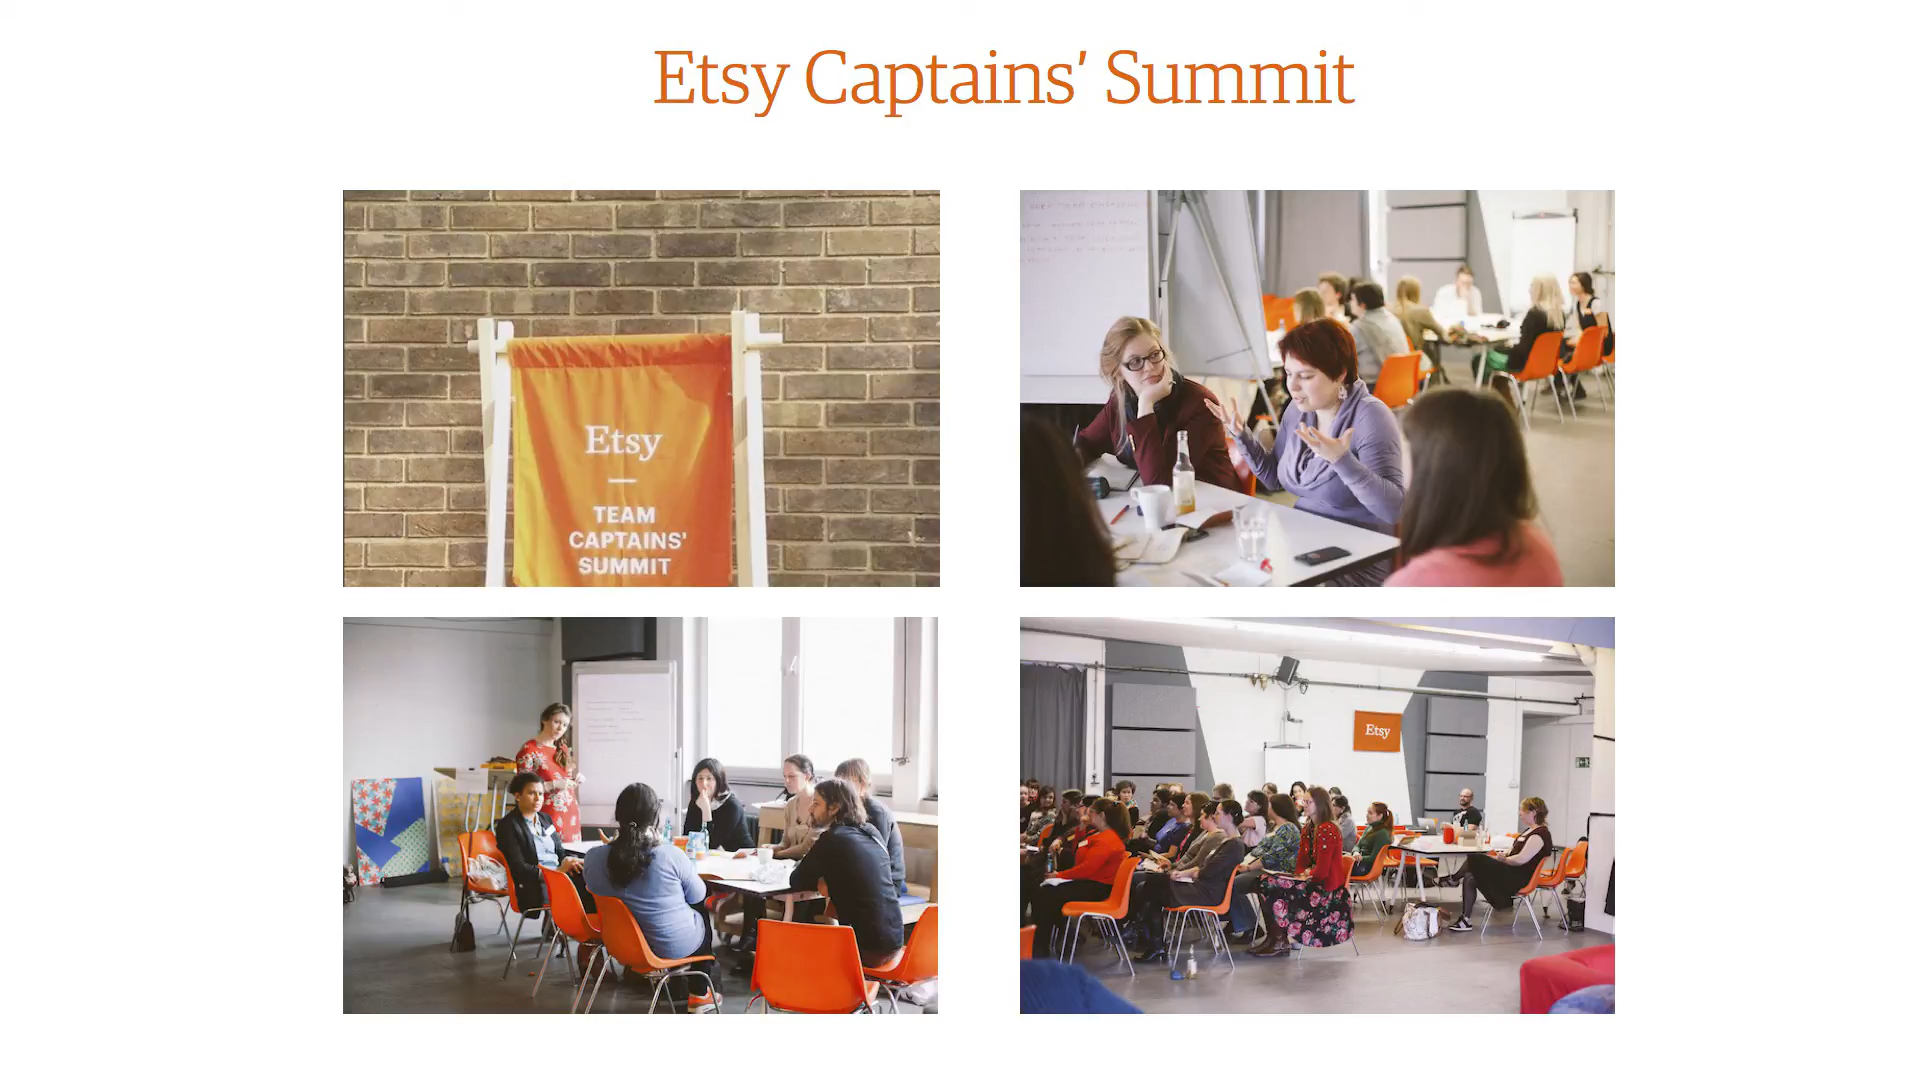 Etsy Captains’ Summit
Etsy
TEAM
CAPTAINS'
SUMMIT
Etsy